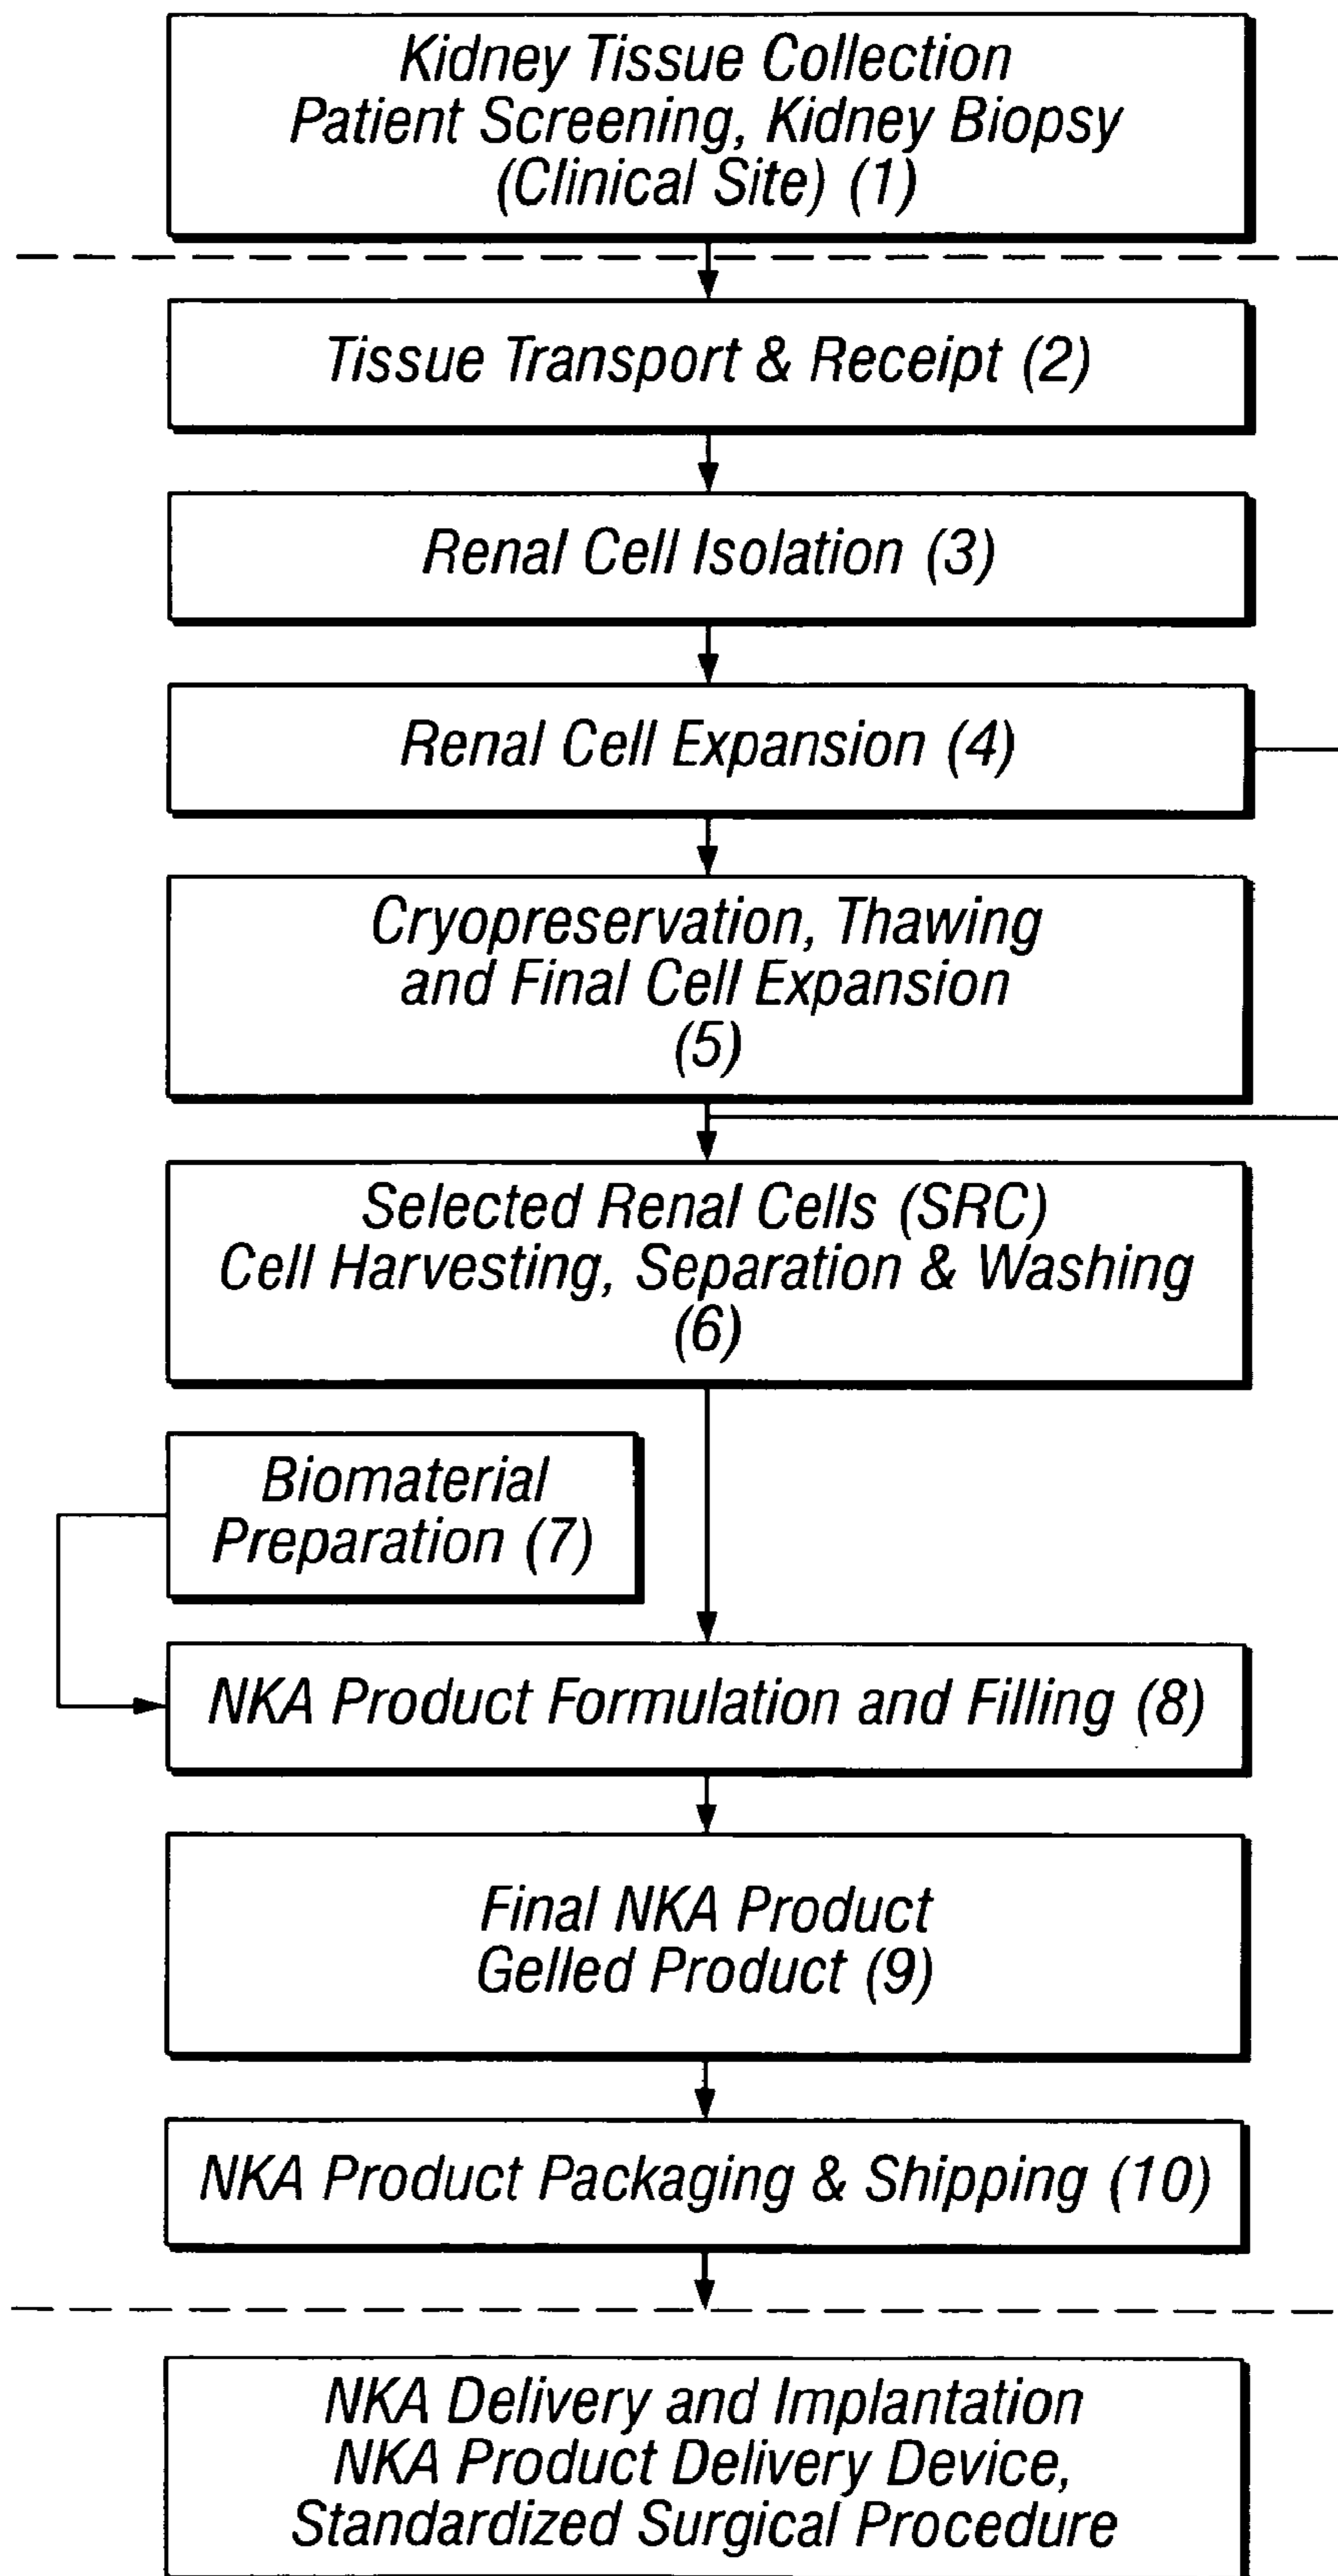 Kidney Tissue Collection
Patient Screening, Kidney Biopsy
(Clinical Site) (1)
Tissue Transport & Receipt (2)
Renal Cell Isolation (3)
Renal Cell Expansion (4)
Cryopreservation, Thawing
and Final Cell Expansion
(5)
Selected Renal Cells (SRC)
Cell Harvesting, Separation & Washing
(6)
Biomaterial
Preparation (7)
NKA Product Formulation and Filling (8)
Final NKA Product
Gelled Product (9)
NKA Product Packaging & Shipping (10)
NKA Delivery and Implantation
NKA Product Delivery Device,
Standardized Surgical Procedure